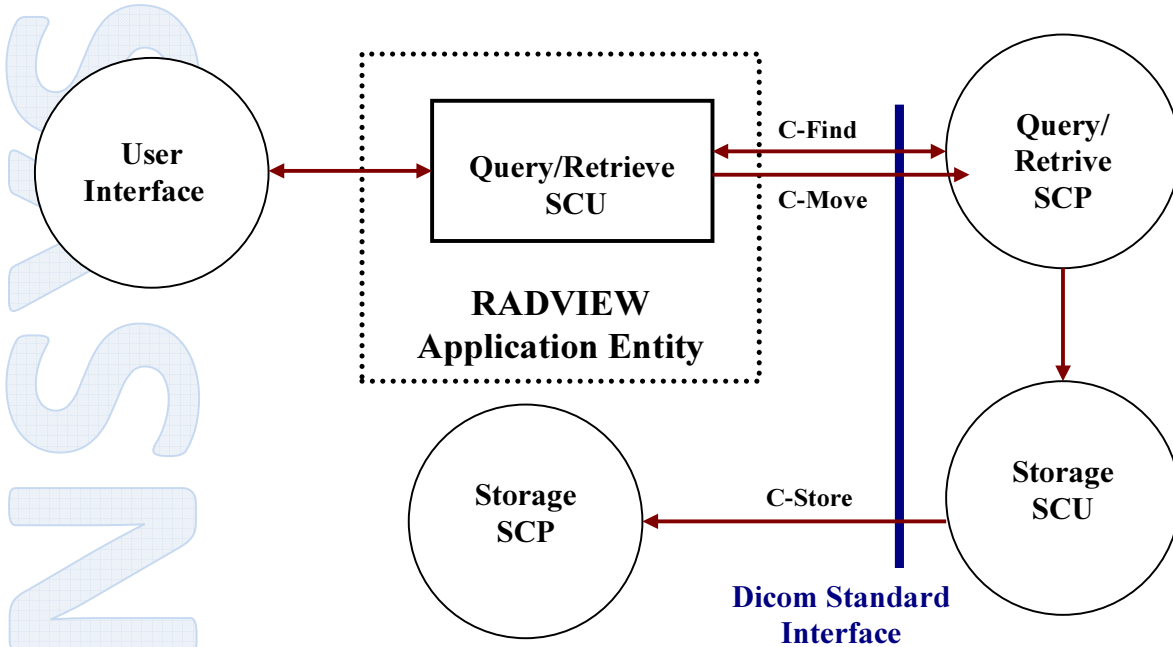 User
Interface
Query/Retrieve
SCU
C-Find
C-Move
Query/
Retrive
SCP
RADVIEW
Application Entity
Storage
SCP
C-Store
Storage
SCU
Dicom Standard
Interface
NSYS